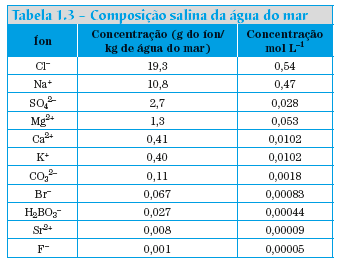 Tabela 1.3 – Composição salina da água do mar
Íon Concentração (g do íon/ kg de água do mar) Concentração mol L⁻¹
Cl⁻ 19,3 0,54
Na⁺ 10,8 0,47
SO₄²⁻ 2,7 0,028
Mg²⁺ 1,3 0,053
Ca²⁺ 0,41 0,0102
K⁺ 0,40 0,0102
CO₃²⁻ 0,11 0,0018
Br⁻ 0,067 0,00083
H₂BO₃⁻ 0,027 0,00044
Sr²⁺ 0,008 0,00009
F⁻ 0,001 0,00005